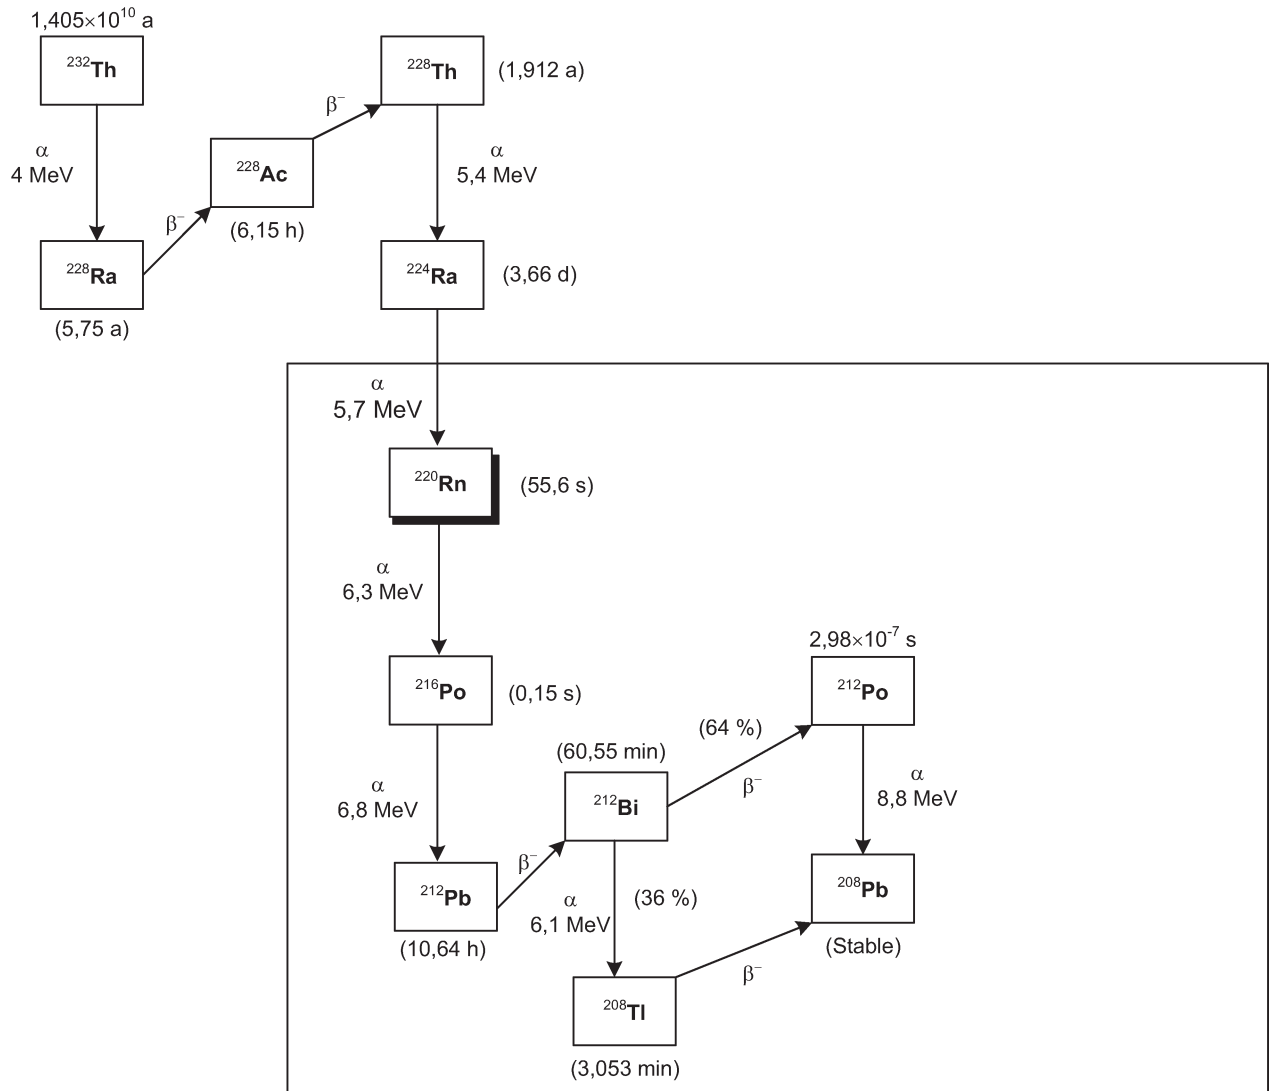 1,405×10¹⁰ a
²³²Th
²²⁸Th
(1,912 a)
β⁻
α
4 MeV
²²⁸Ac
α
5,4 MeV
β⁻
(6,15 h)
²²⁸Ra
(5,75 a)
²²⁴Ra
(3,66 d)
α
5,7 MeV
²²⁰Rn
(55,6 s)
α
6,3 MeV
²¹⁶Po
(0,15 s)
2,98×10⁻⁷ s
²¹²Po
(64 %)
β⁻
(60,55 min)
²¹²Bi
α
6,8 MeV
α
8,8 MeV
β⁻
²¹²Pb
(10,64 h)
α
6,1 MeV
(36 %)
²⁰⁸Pb
(Stable)
β⁻
²⁰⁸Tl
(3,053 min)